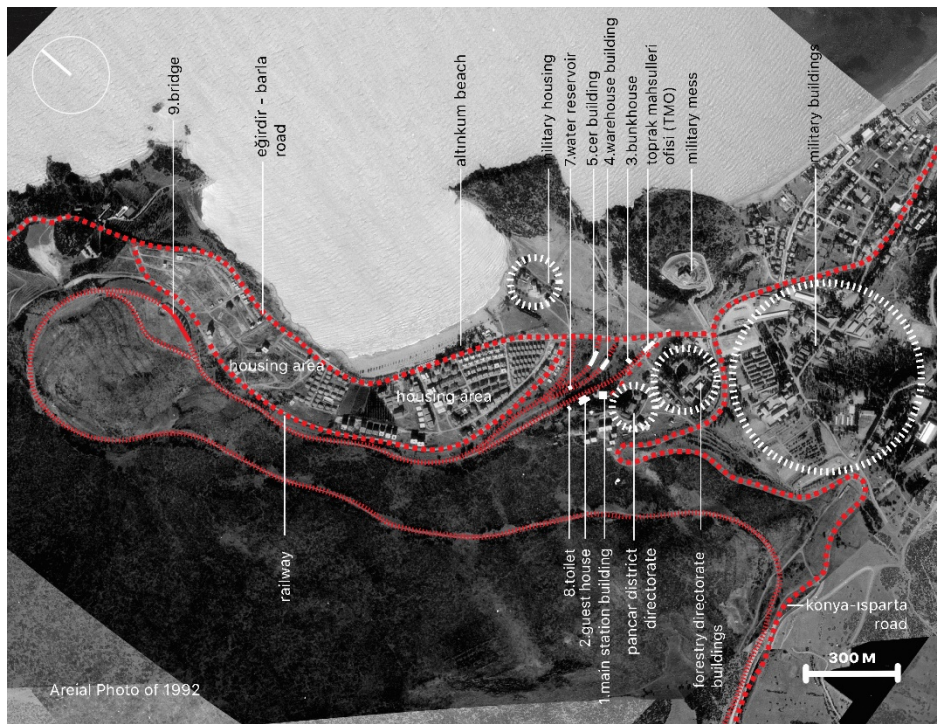 9.bridge
eğirdir – barla
road
altınkum beach
military housing
7.water reservoir
5.cer building
4.warehouse building
3.bunkhouse
toprak mahsulleri
ofisi (TMO)
military mess
military buildings
housing area
housing area
railway
8.toilet
2.guest house
1.main station building
pancar district
directorate
forestry directorate
buildings
konya-ısparta
road
300 M
Areial Photo of 1992